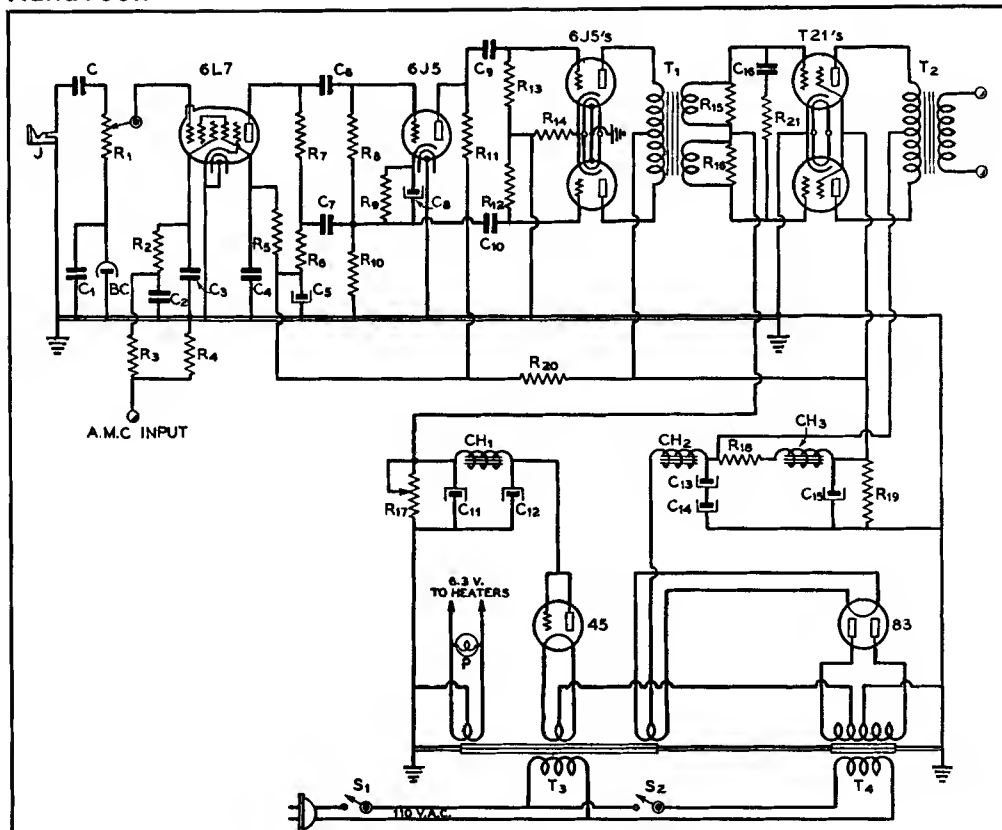 6J5's
T21's
C
6L7
C6
6J5
C9
T1
C16
T2
R13
R15
R14
R21
J
R1
R7
R8
R11
R16
R9
C8
R12
C7
C10
R2
R5
R6
R10
C1
BC
C2
C3
C4
C5
R3
R4
R20
A.M.C INPUT
CH1
CH2
CH3
R18
C13
R17
C11
C12
C14
C15
R19
6.3 V.
TO HEATERS
45
83
P
S1
T3
S2
T4
110 V.A.C.